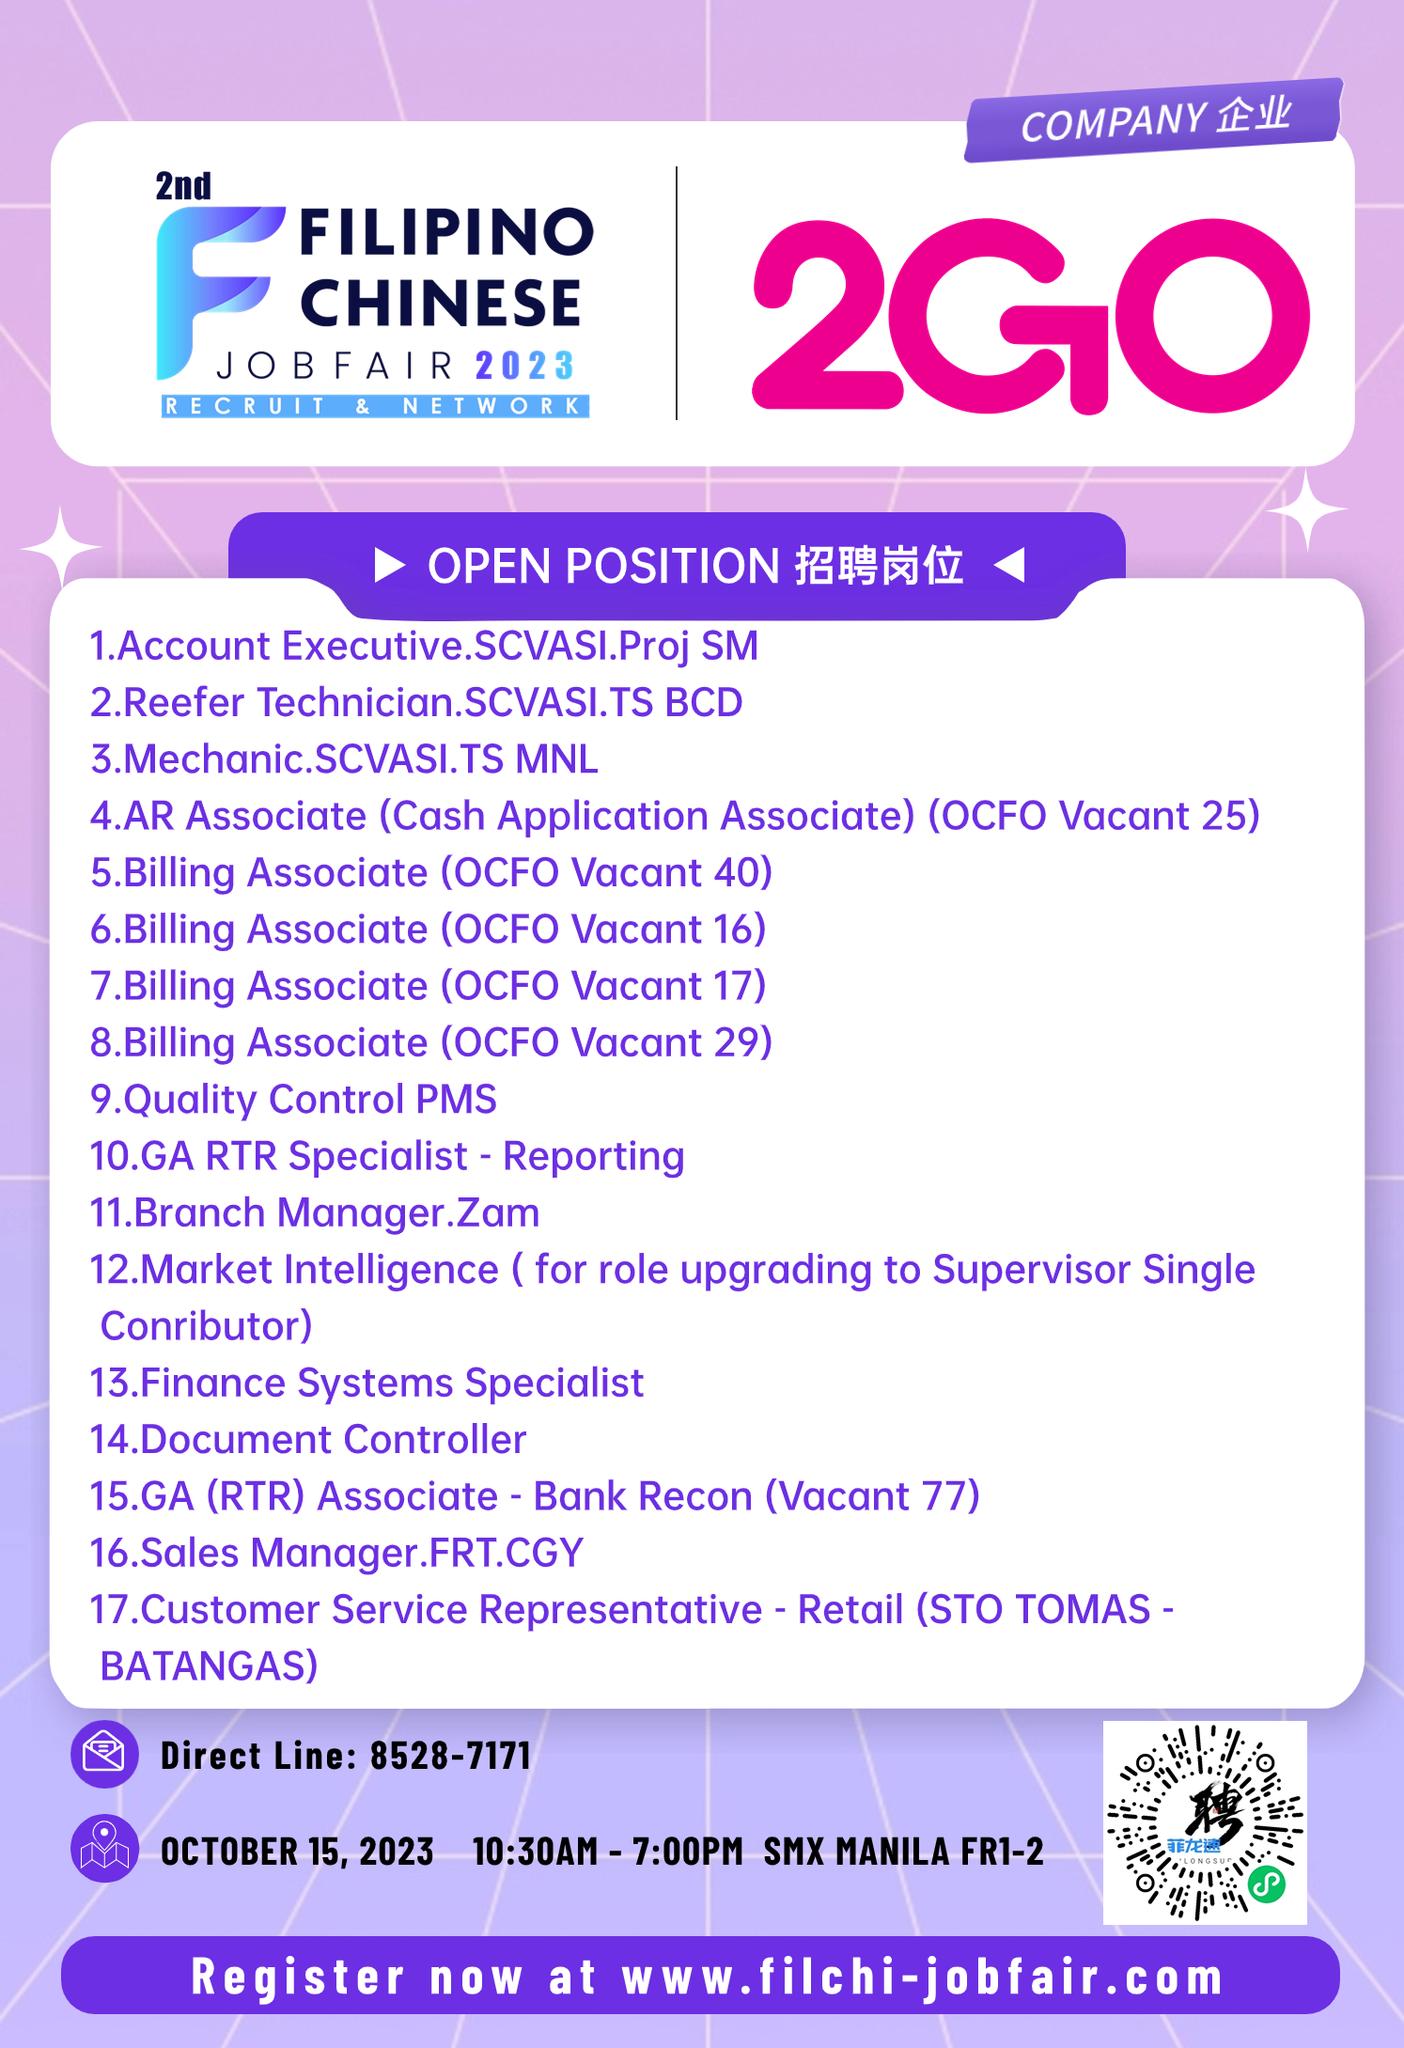 COMPANY 企业
2nd
FILIPINO
CHINESE
JOBFAIR 2023
RECRUIT & NETWORK
2GO
OPEN POSITION 招聘岗位
1.Account Executive.SCVASI.Proj SM
2.Reefer Technician.SCVASI.TS BCD
3.Mechanic.SCVASI.TS MNL
4.AR Associate (Cash Application Associate) (OCFO Vacant 25)
5.Billing Associate (OCFO Vacant 40)
6.Billing Associate (OCFO Vacant 16)
7.Billing Associate (OCFO Vacant 17)
8.Billing Associate (OCFO Vacant 29)
9.Quality Control PMS
10.GA RTR Specialist - Reporting
11.Branch Manager.Zam
12.Market Intelligence ( for role upgrading to Supervisor Single
Conributor)
13.Finance Systems Specialist
14.Document Controller
15.GA (RTR) Associate - Bank Recon (Vacant 77)
16.Sales Manager.FRT.CGY
17.Customer Service Representative - Retail (STO TOMAS -
BATANGAS)
Direct Line: 8528-7171
OCTOBER 15, 2023 10:30AM - 7:00PM SMX MANILA FR1-2
聘
菲龙速
Register now at www.filchi-jobfair.com